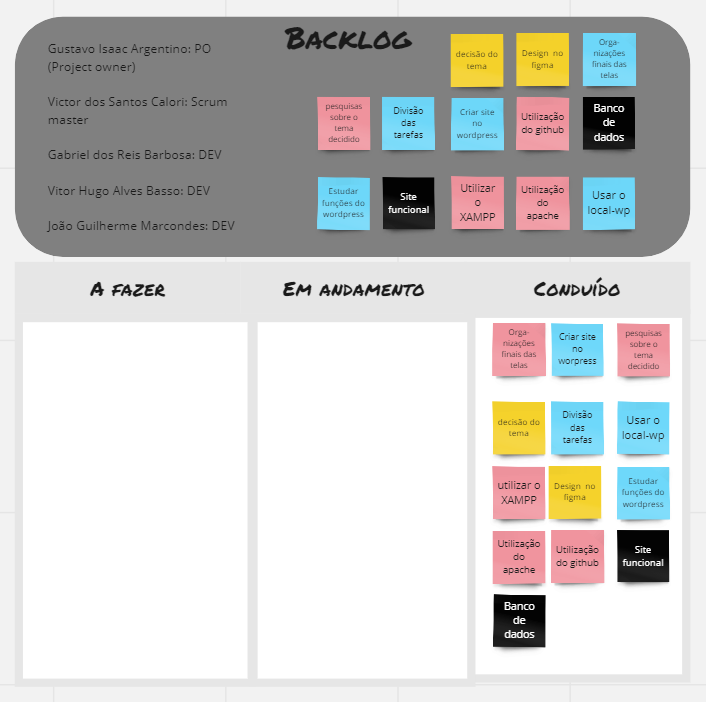 Backlog
Gustavo Isaac Argentino: PO
(Project owner)
Victor dos Santos Calori: Scrum
master
Gabriel dos Reis Barbosa: DEV
Vitor Hugo Alves Basso: DEV
João Guilherme Marcondes: DEV
decisão do
tema
Design no
figma
Orga-
nizações
finais das
telas
pesquisas
sobre o
tema
decidido
Divisão
das
tarefas
Criar site
no
wordpress
Utilização
do github
Banco
de
dados
Estudar
funções do
wordpress
Site
funcional
Utilizar
o
XAMPP
Utilização
do
apache
Usar o
local-wp
A fazer
Em andamento
Conduído
Orga-
nizações
finais das
telas
Criar site
no
worpress
pesquisas
sobre o
tema
decidido
decisão do
tema
Divisão
das
tarefas
Usar o
local-wp
utilizar o
XAMPP
Design no
figma
Estudar
funções do
wordpress
Utilização
do
apache
Utilização
do github
Site
funcional
Banco
de
dados